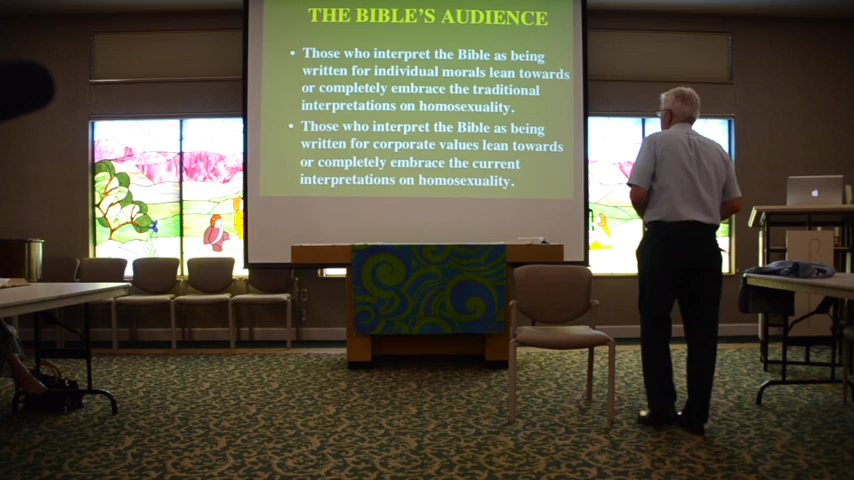 THE BIBLE'S AUDIENCE
• Those who interpret the Bible as being
written for individual morals lean towards
or completely embrace the traditional
interpretations on homosexuality.
• Those who interpret the Bible as being
written for corporate values lean towards
or completely embrace the current
interpretations on homosexuality.